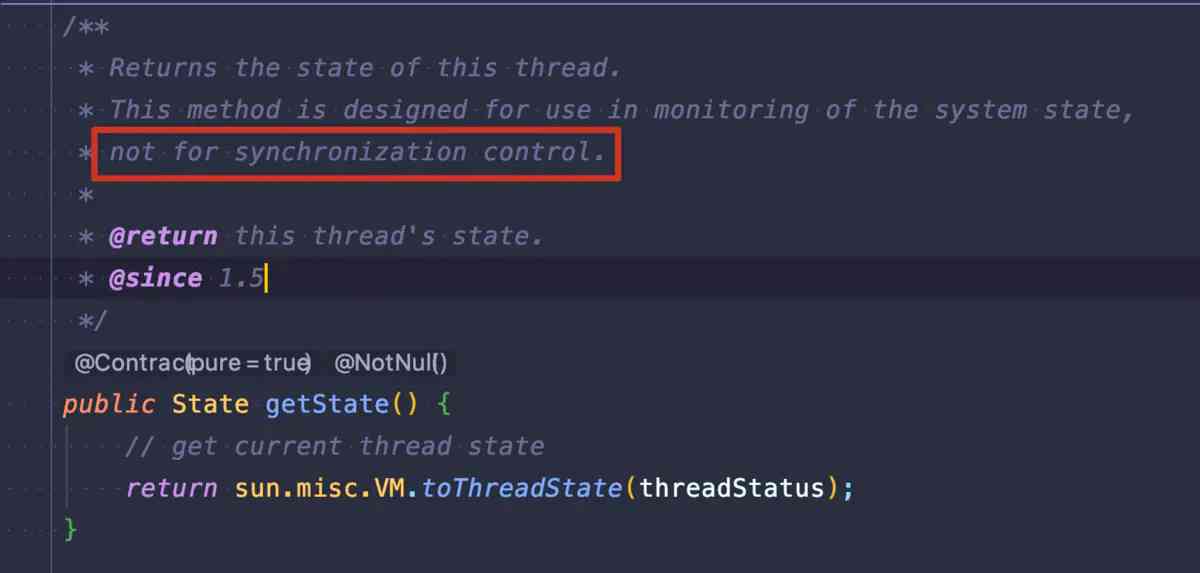 /**
* Returns the state of this thread.
* This method is designed for use in monitoring of the system state,
* not for synchronization control.
*
* @return this thread's state.
* @since 1.5
*/
@Contract(pure = true) @NotNull()
public State getState() {
// get current thread state
return sun.misc.VM.toThreadState(threadStatus);
}